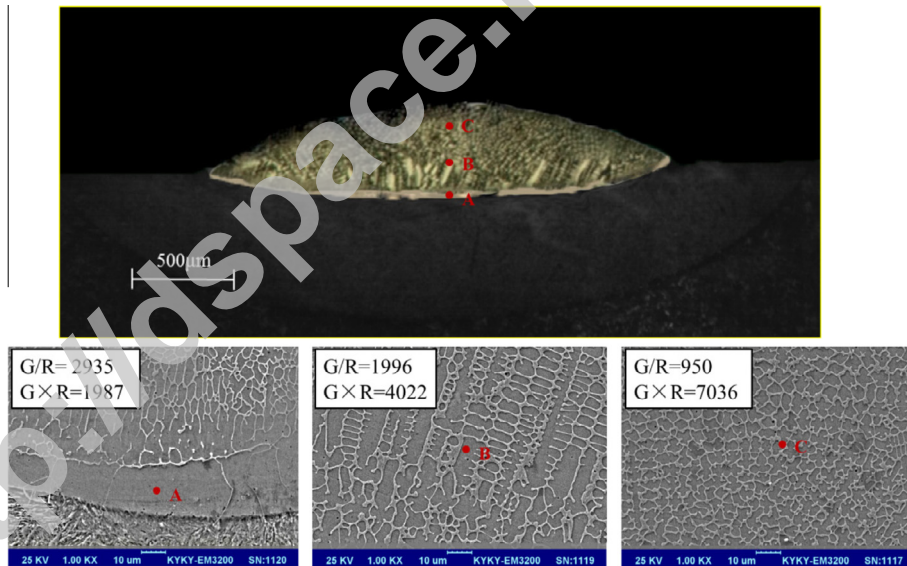 C
B
A
500μm
G/R= 2935
G×R=1987
A
25 KV 1.00 KX 10 um KYKY-EM3200 SN:1120
G/R=1996
G×R=4022
B
25 KV 1.00 KX 10 um KYKY-EM3200 SN:1119
G/R=950
G×R=7036
C
25 KV 1.00 KX 10 um KYKY-EM3200 SN:1117
p://dspace.